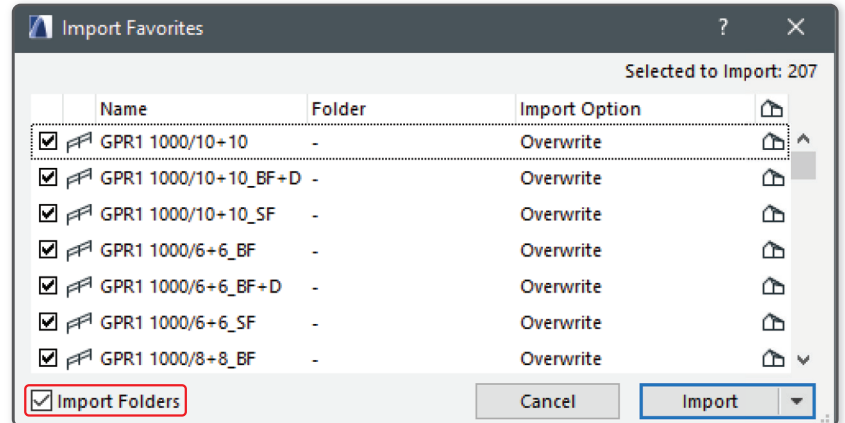 Import Favorites
?
Selected to Import: 207
Name Folder Import Option
GPR1 1000/10+10 - Overwrite
GPR1 1000/10+10_BF+D - Overwrite
GPR1 1000/10+10_SF - Overwrite
GPR1 1000/6+6_BF - Overwrite
GPR1 1000/6+6_BF+D - Overwrite
GPR1 1000/6+6_SF - Overwrite
GPR1 1000/8+8_BF - Overwrite
Import Folders Cancel Import